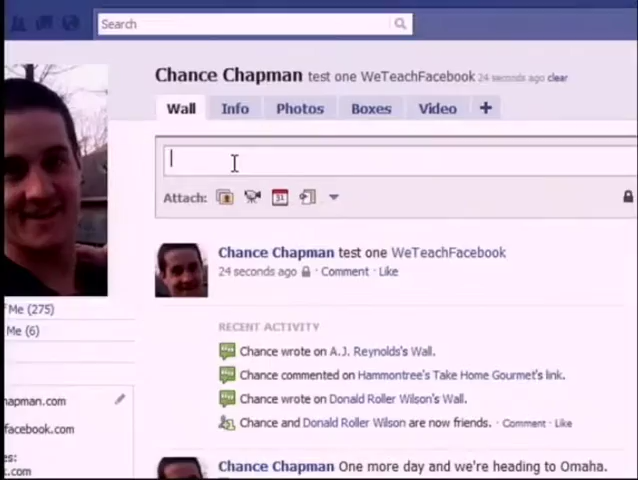 Search
Chance Chapman test one WeTeachFacebook 24 seconds ago clear
Wall Info Photos Boxes Video +
Attach: 31
Chance Chapman test one WeTeachFacebook
24 seconds ago · Comment · Like
Me (275)
Me (6)
RECENT ACTIVITY
Chance wrote on A.J. Reynolds's Wall.
Chance commented on Hammontree's Take Home Gourmet's link.
chapman.com
Chance wrote on Donald Roller Wilson's Wall.
facebook.com
Chance and Donald Roller Wilson are now friends. · Comment · Like
es:
s.com
Chance Chapman One more day and we're heading to Omaha.